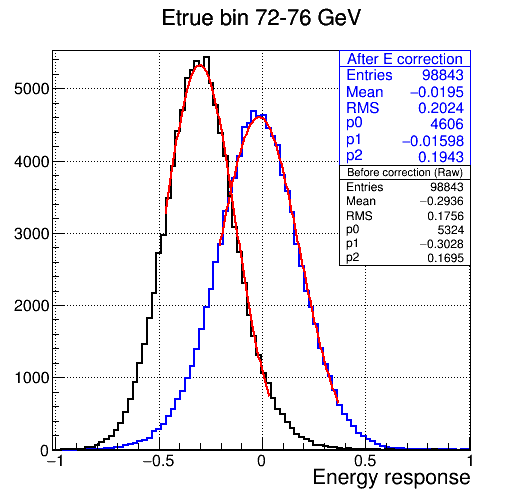 Etrue bin 72-76 GeV
After E correction
Entries 98843
Mean −0.0195
RMS 0.2024
p0 4606
p1 −0.01598
p2 0.1943
Before correction (Raw)
Entries 98843
Mean −0.2936
RMS 0.1756
p0 5324
p1 −0.3028
p2 0.1695
5000
4000
3000
2000
1000
0
−1 −0.5 0 0.5 1
Energy response